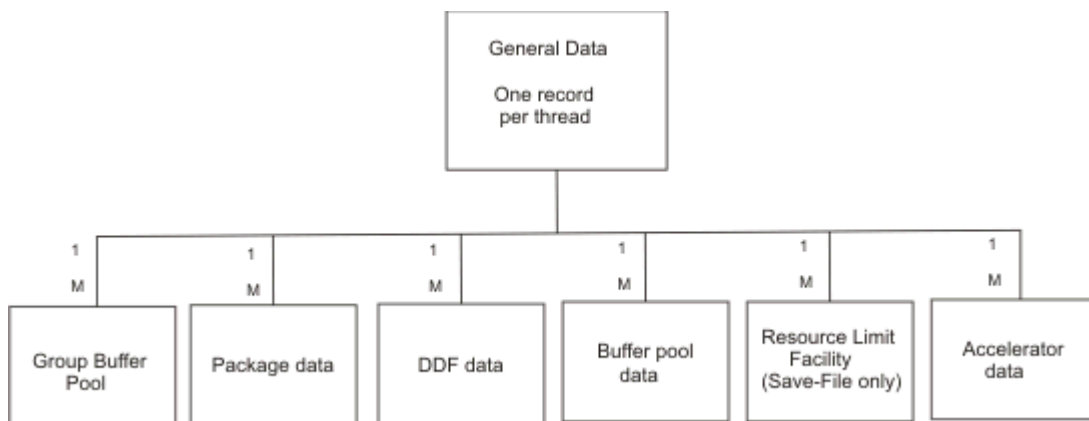 General Data
One record
per thread
1
1
1
1
1
1
M
M
M
M
M
M
Group Buffer
Pool
Package data
DDF data
Buffer pool
data
Resource Limit
Facility
(Save-File only)
Accelerator
data